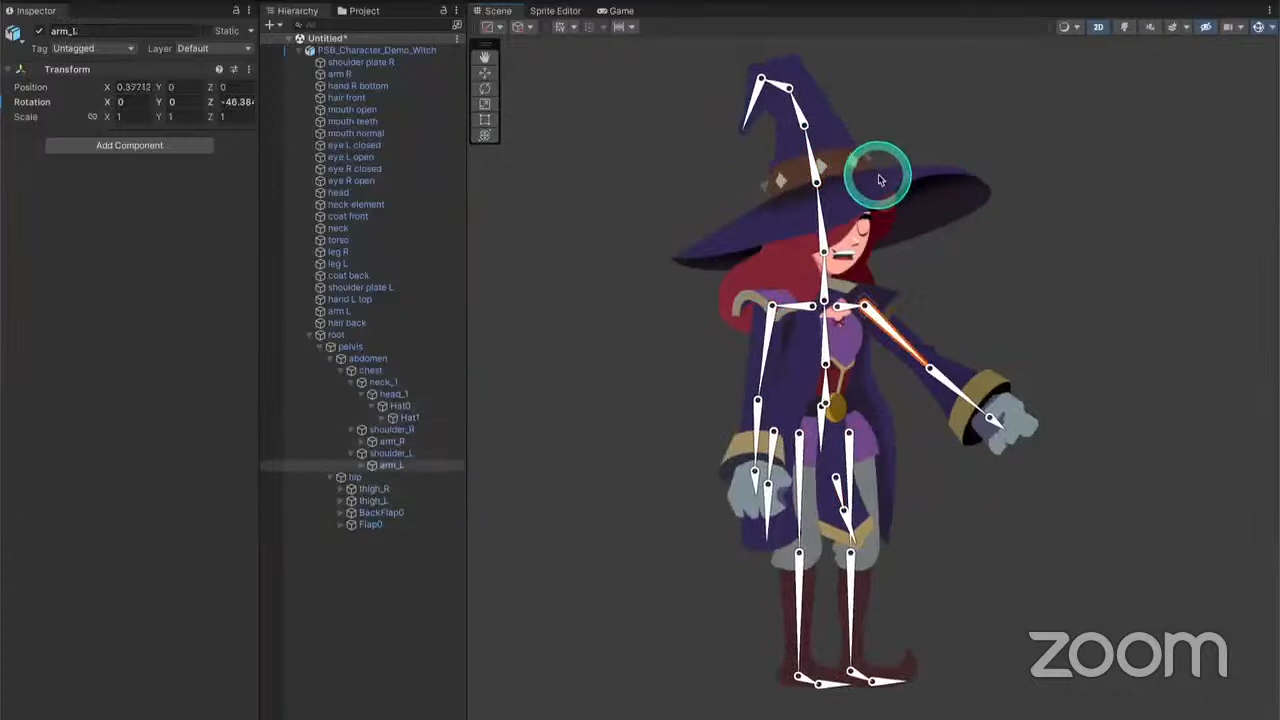 Inspector
arm_L
Static
Tag Untagged Layer Default
Transform
Position X 0.37712 Y 0 Z 0
Rotation X 0 Y 0 Z -46.384
Scale X 1 Y 1 Z 1
Add Component
Hierarchy Project
All
Untitled*
PSB_Character_Demo_Witch
shoulder plate R
arm R
hand R bottom
hair front
mouth open
mouth teeth
mouth normal
eye L closed
eye L open
eye R closed
eye R open
head
neck element
coat front
neck
torso
leg R
leg L
coat back
shoulder plate L
hand L top
arm L
hair back
root
pelvis
abdomen
chest
neck_1
head_1
Hat0
Hat1
shoulder_R
arm_R
shoulder_L
arm_L
hip
thigh_R
thigh_L
BackFlap0
Flap0
Scene Sprite Editor Game
2D
zoom